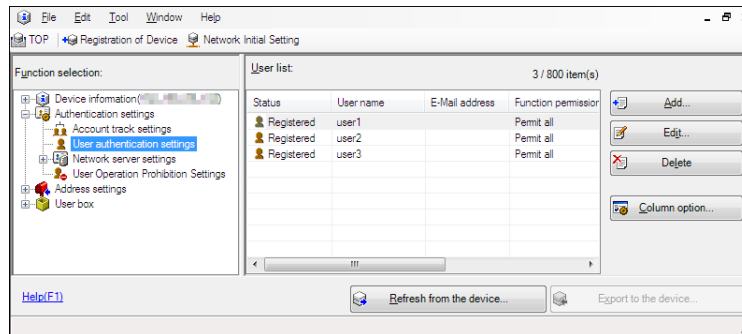 File Edit Tool Window Help
TOP Registration of Device Network Initial Setting
Function selection:
Device information(
Authentication settings
Account track settings
User authentication settings
Network server settings
User Operation Prohibition Settings
Address settings
User box
User list:
3 / 800 item(s)
Status User name E-Mail address Function permission
Registered user1 Permit all
Registered user2 Permit all
Registered user3 Permit all
Add...
Edit...
Delete
Column option...
Help(F1)
Refresh from the device...
Export to the device...